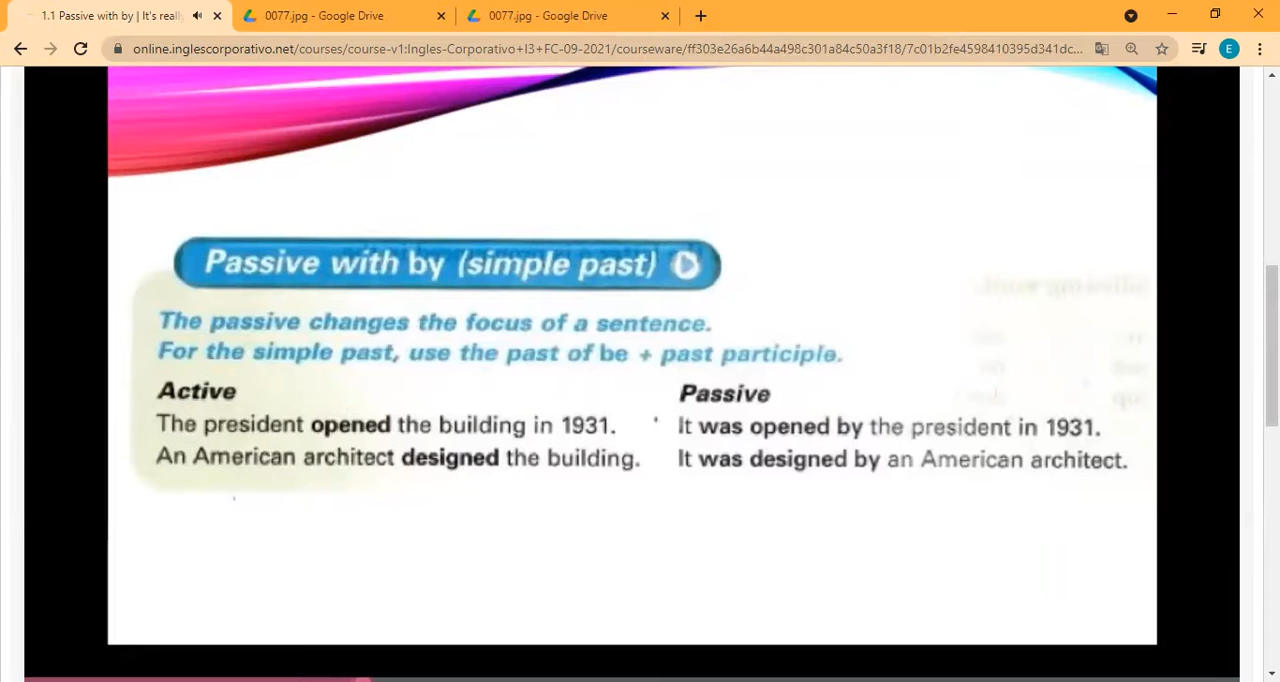 1.1 Passive with by | It's reall
0077.jpg - Google Drive
0077.jpg - Google Drive
online.inglescorporativo.net/courses/course-v1:Ingles-Corporativo+I3+FC-09-2021/courseware/ff303e26a6b44a498c301a84c50a3f18/7c01b2fe4598410395d341dc...
E
Passive with by (simple past)
The passive changes the focus of a sentence.
For the simple past, use the past of be + past participle.
Active
Passive
The president opened the building in 1931.
It was opened by the president in 1931.
An American architect designed the building.
It was designed by an American architect.